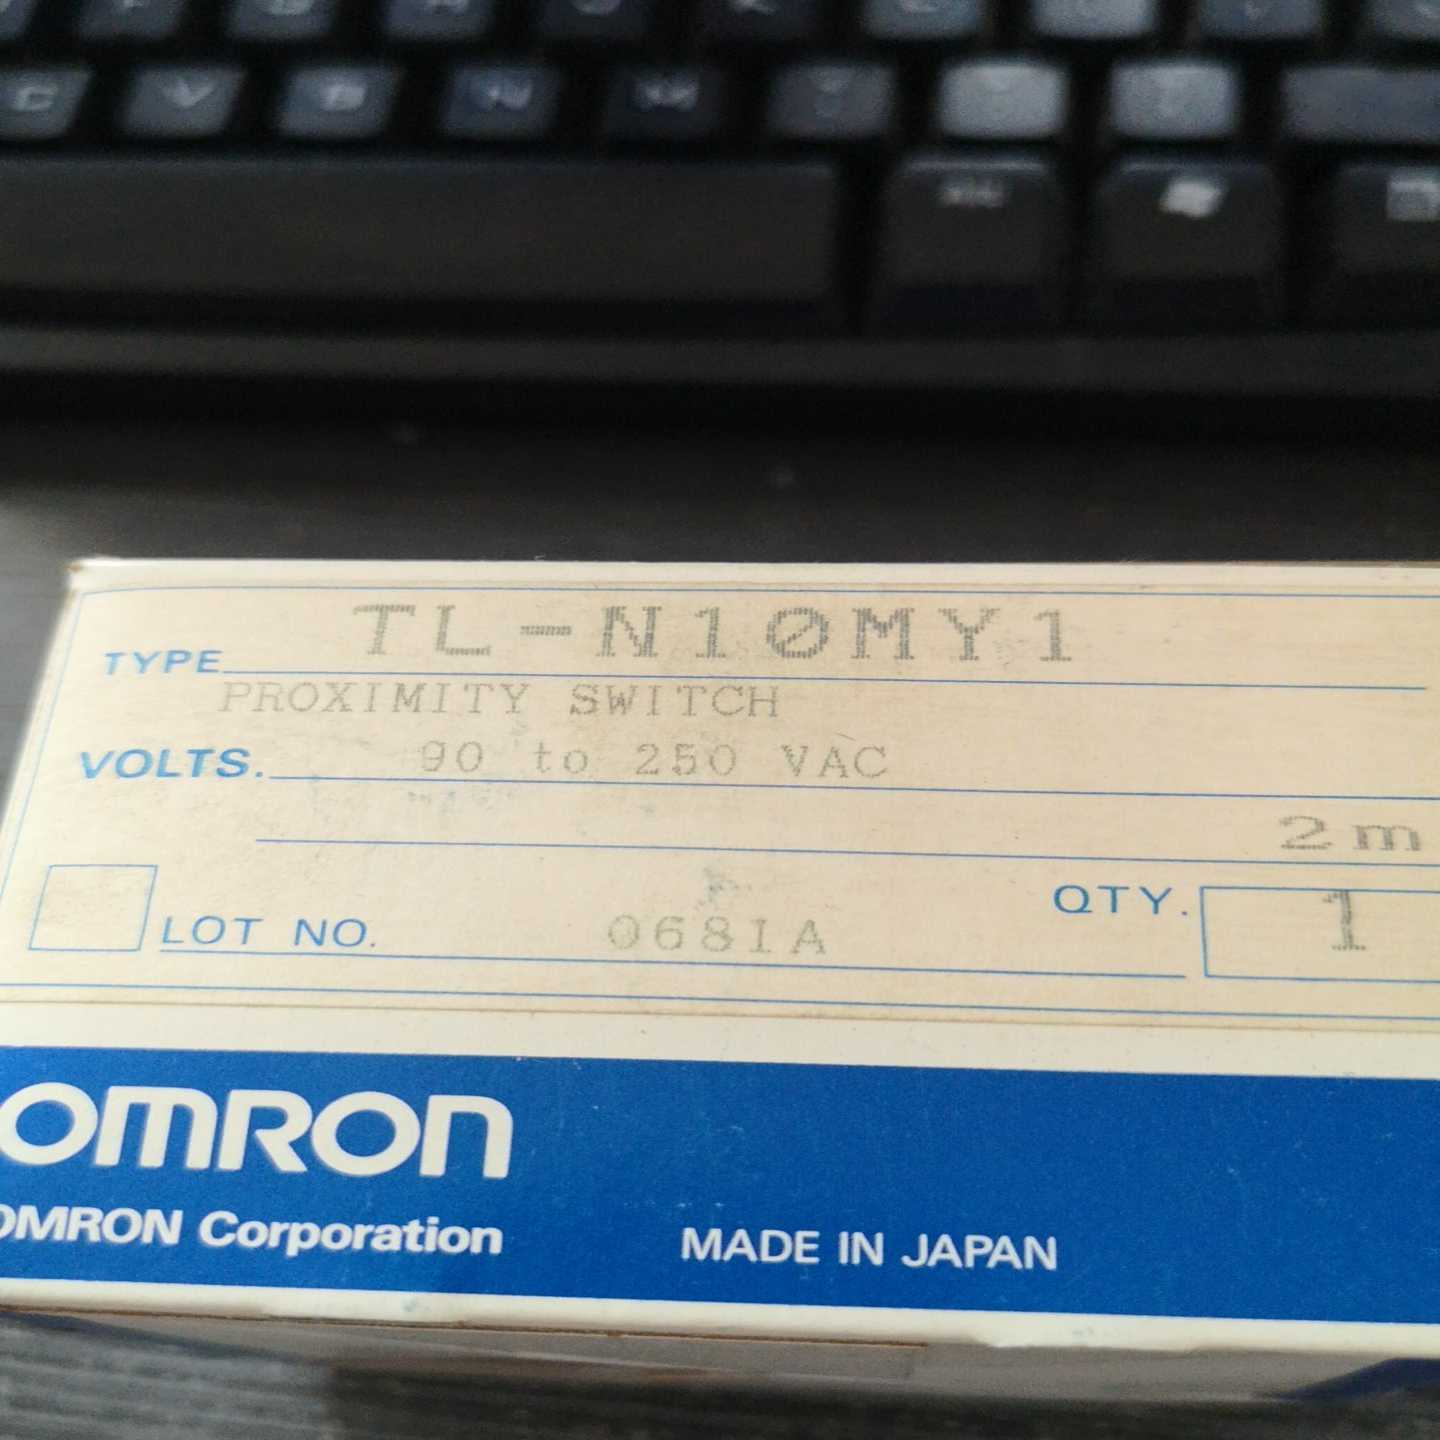 C V B N M
TYPE TL-N10MY1
PROXIMITY SWITCH
VOLTS. 90 to 250 VAC
2m
QTY. 1
LOT NO. 0681A
OMRON
OMRON Corporation
MADE IN JAPAN